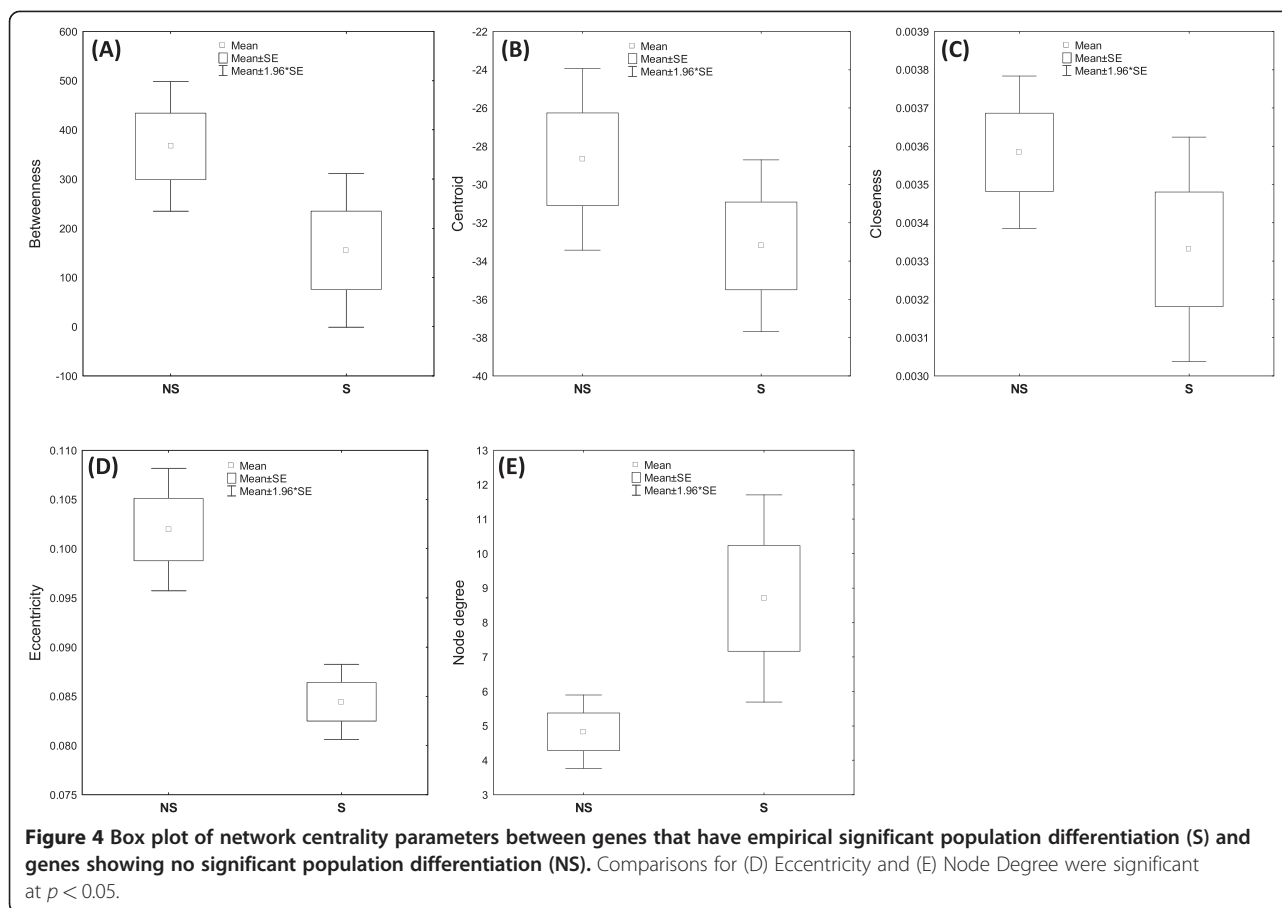 (A)
Mean
Mean±SE
Mean±1.96*SE
Betweenness
600
500
400
300
200
100
0
-100
NS
S
(B)
Mean
Mean±SE
Mean±1.96*SE
Centroid
-22
-24
-26
-28
-30
-32
-34
-36
-38
-40
NS
S
(C)
Mean
Mean±SE
Mean±1.96*SE
Closeness
0.0039
0.0038
0.0037
0.0036
0.0035
0.0034
0.0033
0.0032
0.0031
0.0030
NS
S
(D)
Mean
Mean±SE
Mean±1.96*SE
Eccentricity
0.110
0.105
0.100
0.095
0.090
0.085
0.080
0.075
NS
S
(E)
Mean
Mean±SE
Mean±1.96*SE
Node degree
13
12
11
10
9
8
7
6
5
4
3
NS
S
Figure 4 Box plot of network centrality parameters between genes that have empirical significant population differentiation (S) and
genes showing no significant population differentiation (NS). Comparisons for (D) Eccentricity and (E) Node Degree were significant
at p < 0.05.